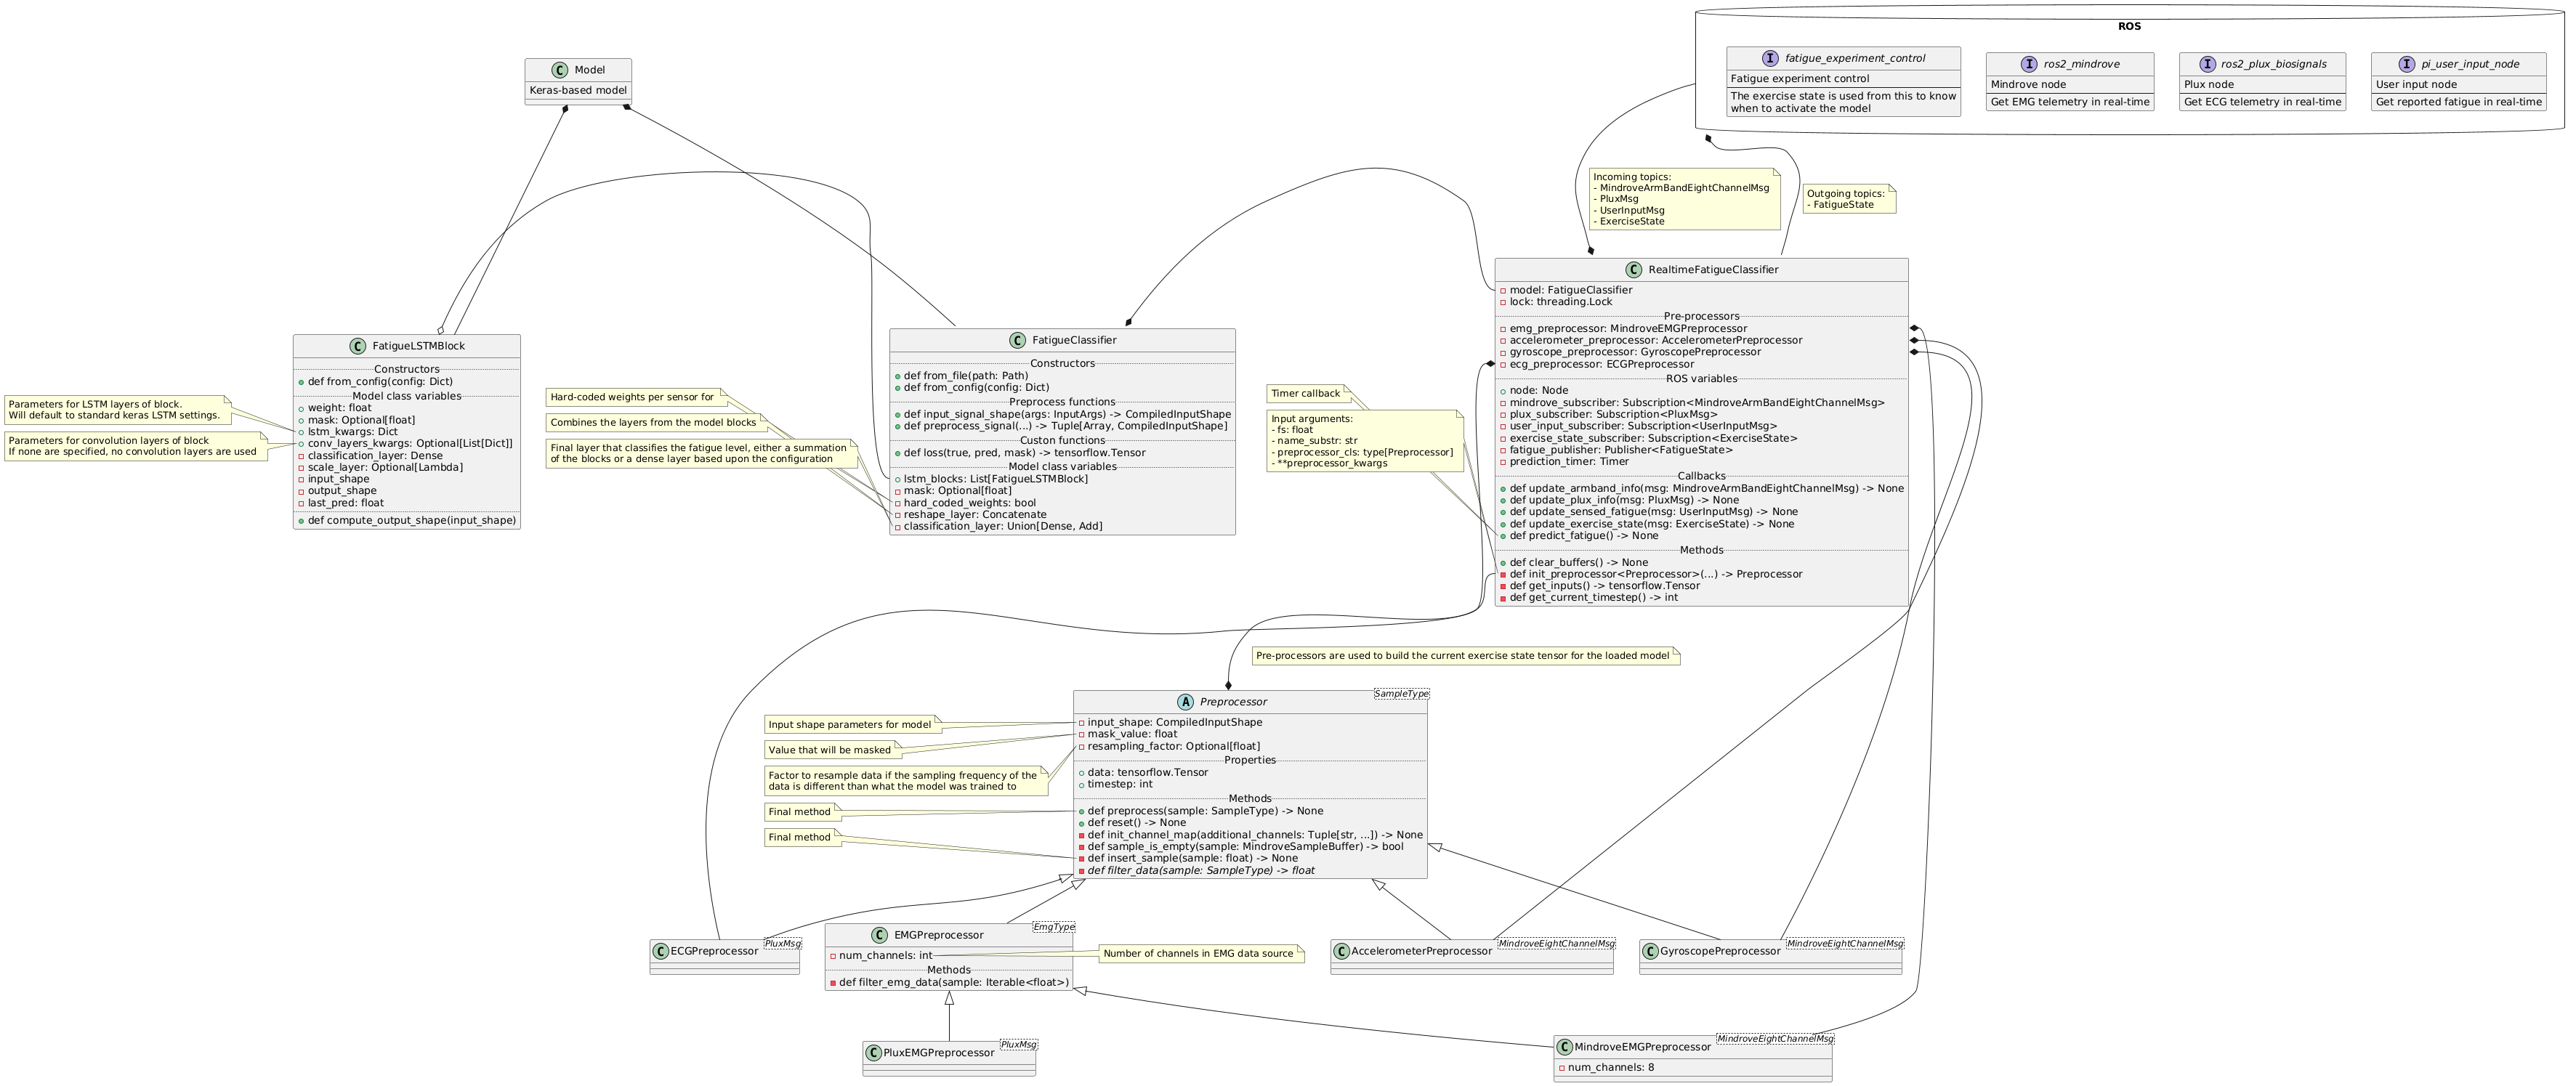 ROS
I fatigue_experiment_control
Fatigue experiment control
The exercise state is used from this to know
when to activate the model
I ros2_mindrove
Mindrove node
Get EMG telemetry in real-time
I ros2_plux_biosignals
Plux node
Get ECG telemetry in real-time
I pi_user_input_node
User input node
Get reported fatigue in real-time
C Model
Keras-based model
Incoming topics:
- MindroveArmBandEightChannelMsg
- PluxMsg
- UserInputMsg
- ExerciseState
Outgoing topics:
- FatigueState
C FatigueLSTMBlock
Constructors
def from_config(config: Dict)
Model class variables
weight: float
mask: Optional[float]
lstm_kwargs: Dict
conv_layers_kwargs: Optional[List[Dict]]
classification_layer: Dense
scale_layer: Optional[Lambda]
input_shape
output_shape
last_pred: float
def compute_output_shape(input_shape)
Parameters for LSTM layers of block.
Will default to standard keras LSTM settings.
Parameters for convolution layers of block
If none are specified, no convolution layers are used
C FatigueClassifier
Constructors
def from_file(path: Path)
def from_config(config: Dict)
Preprocess functions
def input_signal_shape(args: InputArgs) -> CompiledInputShape
def preprocess_signal(...) -> Tuple[Array, CompiledInputShape]
Custon functions
def loss(true, pred, mask) -> tensorflow.Tensor
Model class variables
lstm_blocks: List[FatigueLSTMBlock]
mask: Optional[float]
hard_coded_weights: bool
reshape_layer: Concatenate
classification_layer: Union[Dense, Add]
Hard-coded weights per sensor for
Combines the layers from the model blocks
Final layer that classifies the fatigue level, either a summation
of the blocks or a dense layer based upon the configuration
C RealtimeFatigueClassifier
model: FatigueClassifier
lock: threading.Lock
Pre-processors
emg_preprocessor: MindroveEMGPreprocessor
accelerometer_preprocessor: AccelerometerPreprocessor
gyroscope_preprocessor: GyroscopePreprocessor
ecg_preprocessor: ECGPreprocessor
ROS variables
node: Node
mindrove_subscriber: Subscription<MindroveArmBandEightChannelMsg>
plux_subscriber: Subscription<PluxMsg>
user_input_subscriber: Subscription<UserInputMsg>
exercise_state_subscriber: Subscription<ExerciseState>
fatigue_publisher: Publisher<FatigueState>
prediction_timer: Timer
Callbacks
def update_armband_info(msg: MindroveArmBandEightChannelMsg) -> None
def update_plux_info(msg: PluxMsg) -> None
def update_sensed_fatigue(msg: UserInputMsg) -> None
def update_exercise_state(msg: ExerciseState) -> None
def predict_fatigue() -> None
Methods
def clear_buffers() -> None
def init_preprocessor<Preprocessor>(...) -> Preprocessor
def get_inputs() -> tensorflow.Tensor
def get_current_timestep() -> int
Timer callback
Input arguments:
- fs: float
- name_substr: str
- preprocessor_cls: type[Preprocessor]
- **preprocessor_kwargs
Pre-processors are used to build the current exercise state tensor for the loaded model
A Preprocessor
SampleType
input_shape: CompiledInputShape
mask_value: float
resampling_factor: Optional[float]
Properties
data: tensorflow.Tensor
timestep: int
Methods
def preprocess(sample: SampleType) -> None
def reset() -> None
def init_channel_map(additional_channels: Tuple[str, ...]) -> None
def sample_is_empty(sample: MindroveSampleBuffer) -> bool
def insert_sample(sample: float) -> None
def filter_data(sample: SampleType) -> float
Input shape parameters for model
Value that will be masked
Factor to resample data if the sampling frequency of the
data is different than what the model was trained to
Final method
Final method
C ECGPreprocessor
PluxMsg
C EMGPreprocessor
EmgType
num_channels: int
Methods
def filter_emg_data(sample: Iterable<float>)
Number of channels in EMG data source
C AccelerometerPreprocessor
MindroveEightChannelMsg
C GyroscopePreprocessor
MindroveEightChannelMsg
C PluxEMGPreprocessor
PluxMsg
C MindroveEMGPreprocessor
MindroveEightChannelMsg
num_channels: 8